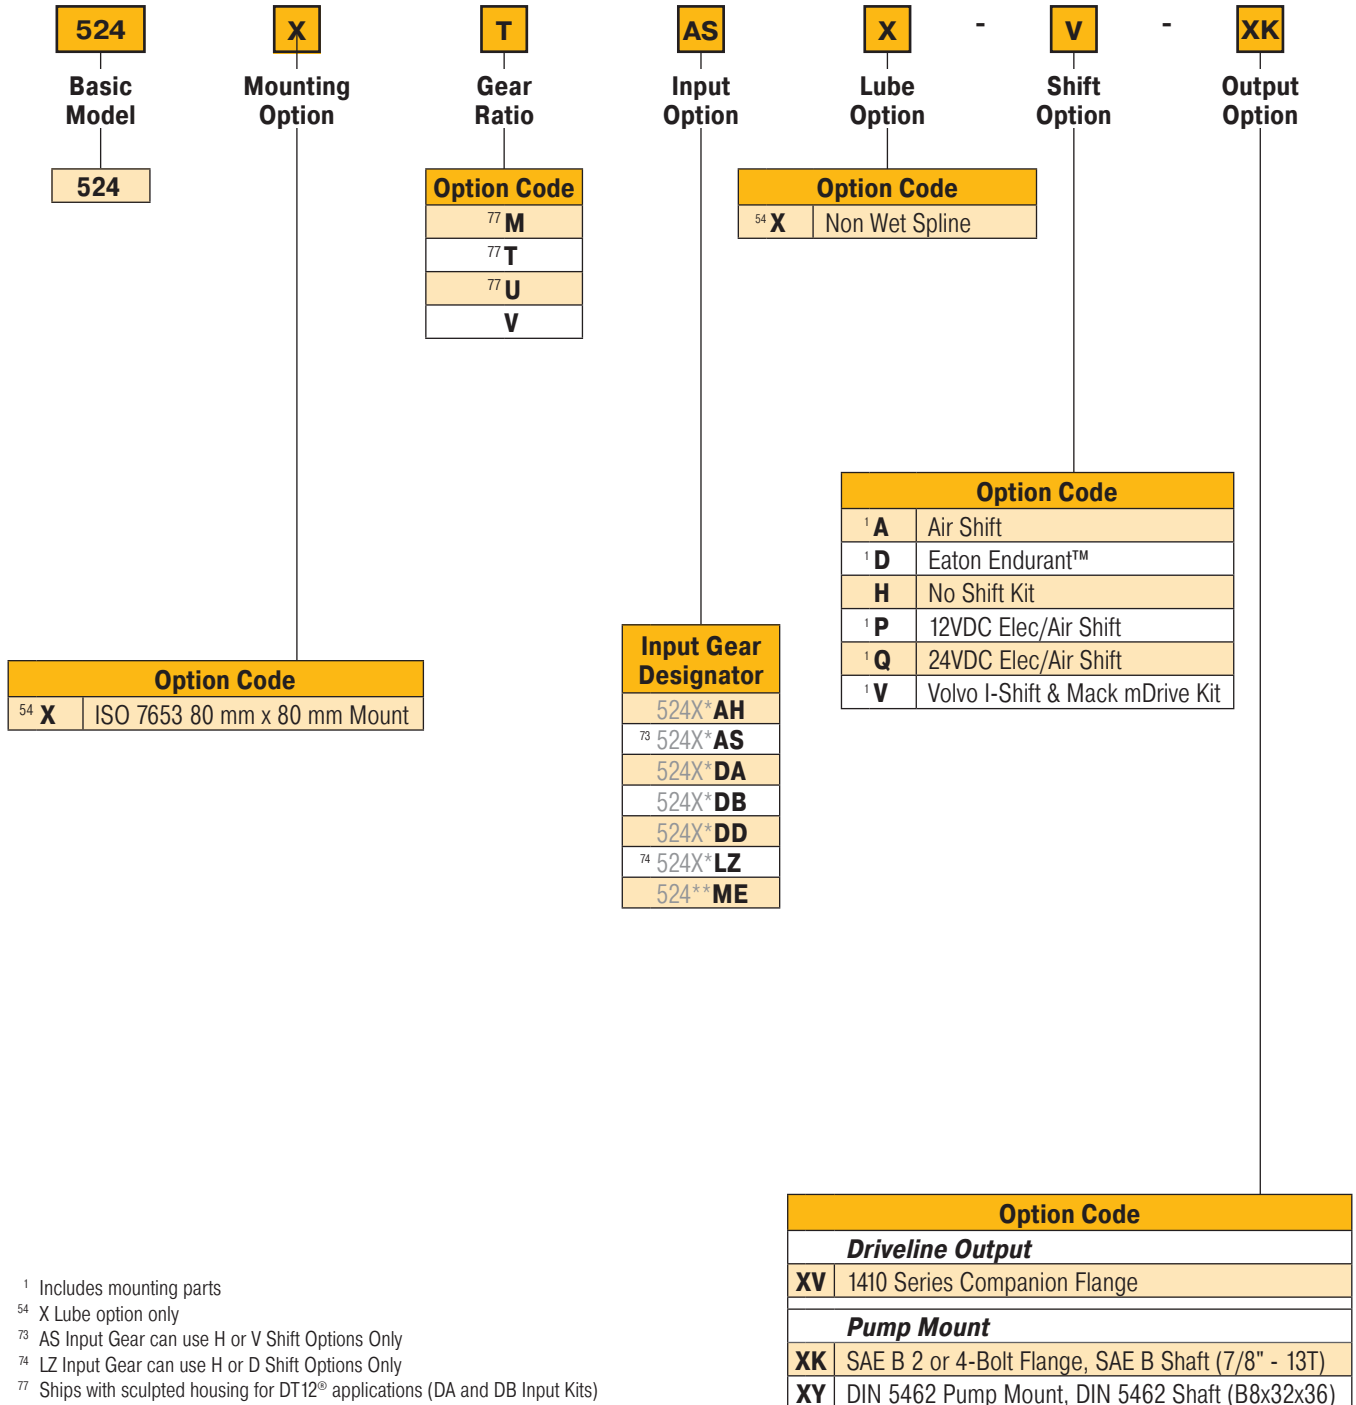 524 X T AS X - V - XK
Basic Model
Mounting Option
Gear Ratio
Input Option
Lube Option
Shift Option
Output Option
524
Option Code
77 M
77 T
77 U
V
Option Code
54 X Non Wet Spline
Option Code
1 A Air Shift
1 D Eaton Endurant™
H No Shift Kit
1 P 12VDC Elec/Air Shift
1 Q 24VDC Elec/Air Shift
1 V Volvo I-Shift & Mack mDrive Kit
Input Gear
Designator
524X*AH
73 524X*AS
524X*DA
524X*DB
524X*DD
74 524X*LZ
524**ME
Option Code
54 X ISO 7653 80 mm x 80 mm Mount
Option Code
Driveline Output
XV 1410 Series Companion Flange
Pump Mount
XK SAE B 2 or 4-Bolt Flange, SAE B Shaft (7/8" - 13T)
XY DIN 5462 Pump Mount, DIN 5462 Shaft (B8x32x36)
1 Includes mounting parts
54 X Lube option only
73 AS Input Gear can use H or V Shift Options Only
74 LZ Input Gear can use H or D Shift Options Only
77 Ships with sculpted housing for DT12® applications (DA and DB Input Kits)